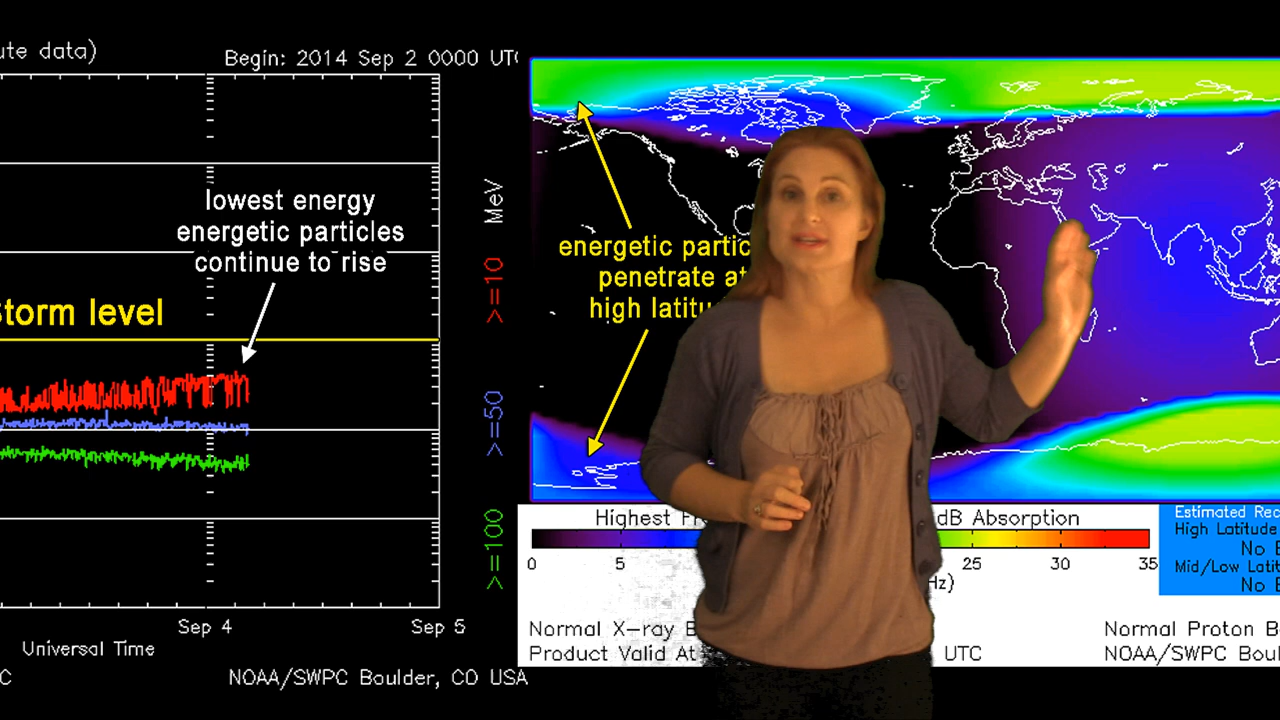 ute data)
Begin: 2014 Sep 2 0000 UTC
lowest energy
energetic particles
continue to rise
Storm level
MeV
>=10
>=50
>=100
Sep 4
Sep 5
Universal Time
C
NOAA/SWPC Boulder, CO USA
energetic partic
penetrate at
high latitu
Highest Fr
dB Absorption
0 5 25 30 35
Hz)
Estimated Rec
High Latitude
No E
Mid/Low Latit
No E
Normal X-ray B
Normal Proton B
Product Valid At
UTC
NOAA/SWPC Boul